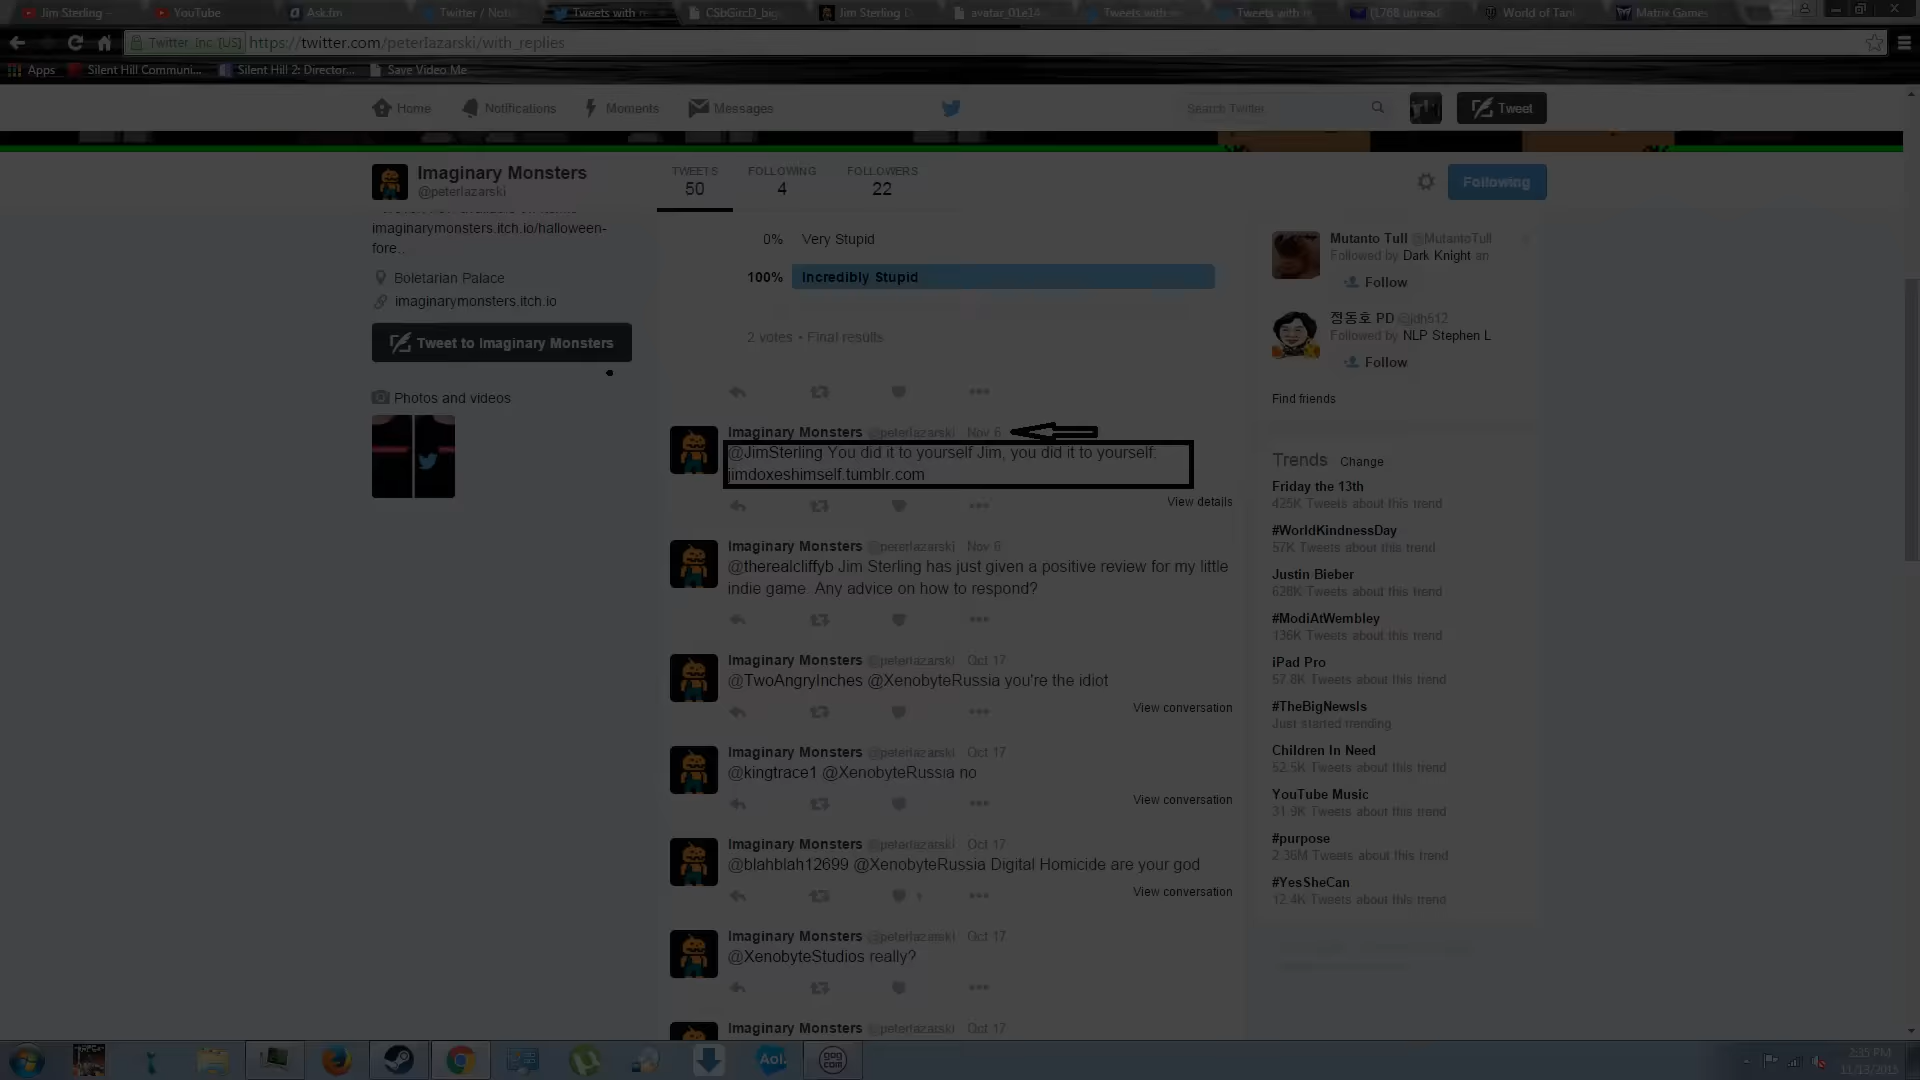 Jim Sterling -
YouTube
Ask.fm
Twitter / Noti
Tweets with r
CSbGircD_big
Jim Sterling D
avatar_01e14
Tweets with
Tweets with r
(1768 unread)
World of Tank
Matrix Games
Twitter, Inc. [US] https://twitter.com/peterlazarski/with_replies
Apps
Silent Hill Communi...
Silent Hill 2: Director...
Save Video Me
Home
Notifications
Moments
Messages
Search Twitter
Tweet
Imaginary Monsters
@peterlazarski
TWEETS
50
FOLLOWING
4
FOLLOWERS
22
Following
imaginarymonsters.itch.io/halloween-
fore...
Boletarian Palace
imaginarymonsters.itch.io
Tweet to Imaginary Monsters
Photos and videos
0% Very Stupid
100% Incredibly Stupid
2 votes • Final results
Imaginary Monsters @peterlazarski Nov 6
@JimSterling You did it to yourself Jim, you did it to yourself:
jimdoxeshimself.tumblr.com
View details
Imaginary Monsters @peterlazarski Nov 6
@therealcliffyb Jim Sterling has just given a positive review for my little
indie game. Any advice on how to respond?
Imaginary Monsters @peterlazarski Oct 17
@TwoAngryInches @XenobyteRussia you're the idiot
View conversation
Imaginary Monsters @peterlazarski Oct 17
@kingtrace1 @XenobyteRussia no
View conversation
Imaginary Monsters @peterlazarski Oct 17
@blahblah12699 @XenobyteRussia Digital Homicide are your god
1
View conversation
Imaginary Monsters @peterlazarski Oct 17
@XenobyteStudios really?
Imaginary Monsters @peterlazarski Oct 17
Mutanto Tull @MutantoTull
Followed by Dark Knight an
Follow
정동호 PD @jdh512
Followed by NLP Stephen L
Follow
Find friends
Trends Change
Friday the 13th
425K Tweets about this trend
#WorldKindnessDay
57K Tweets about this trend
Justin Bieber
628K Tweets about this trend
#ModiAtWembley
136K Tweets about this trend
iPad Pro
57.8K Tweets about this trend
#TheBigNewsIs
Just started trending
Children In Need
52.5K Tweets about this trend
YouTube Music
31.9K Tweets about this trend
#purpose
2.36M Tweets about this trend
#YesSheCan
12.4K Tweets about this trend
Aol.
GOG
COM
2:35 PM
11/13/2015